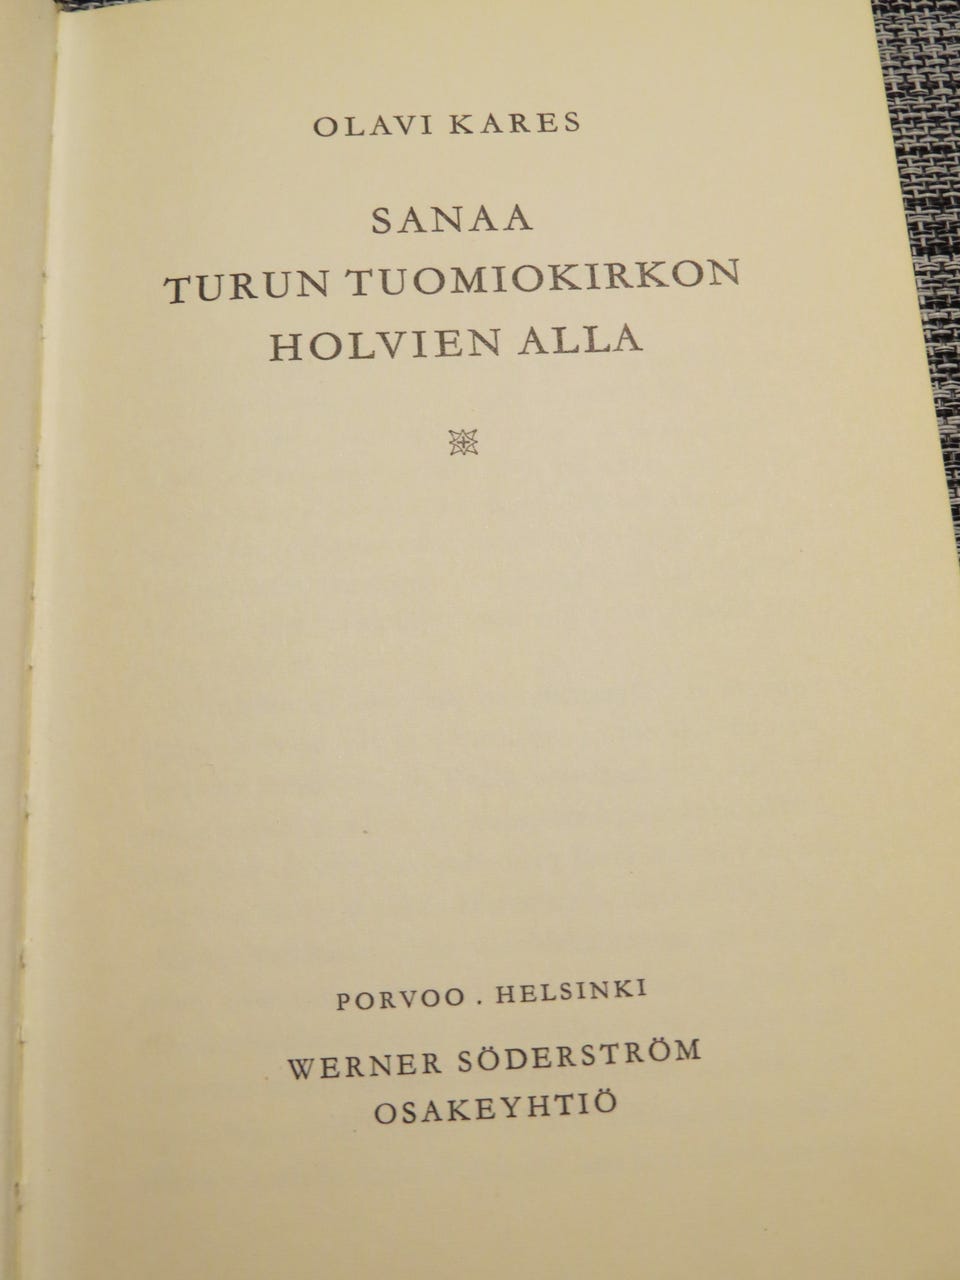 OLAVI KARES
SANAA
TURUN TUOMIOKIRKON
HOLVIEN ALLA
PORVOO . HELSINKI
WERNER SÖDERSTRÖM
OSAKEYHTIÖ